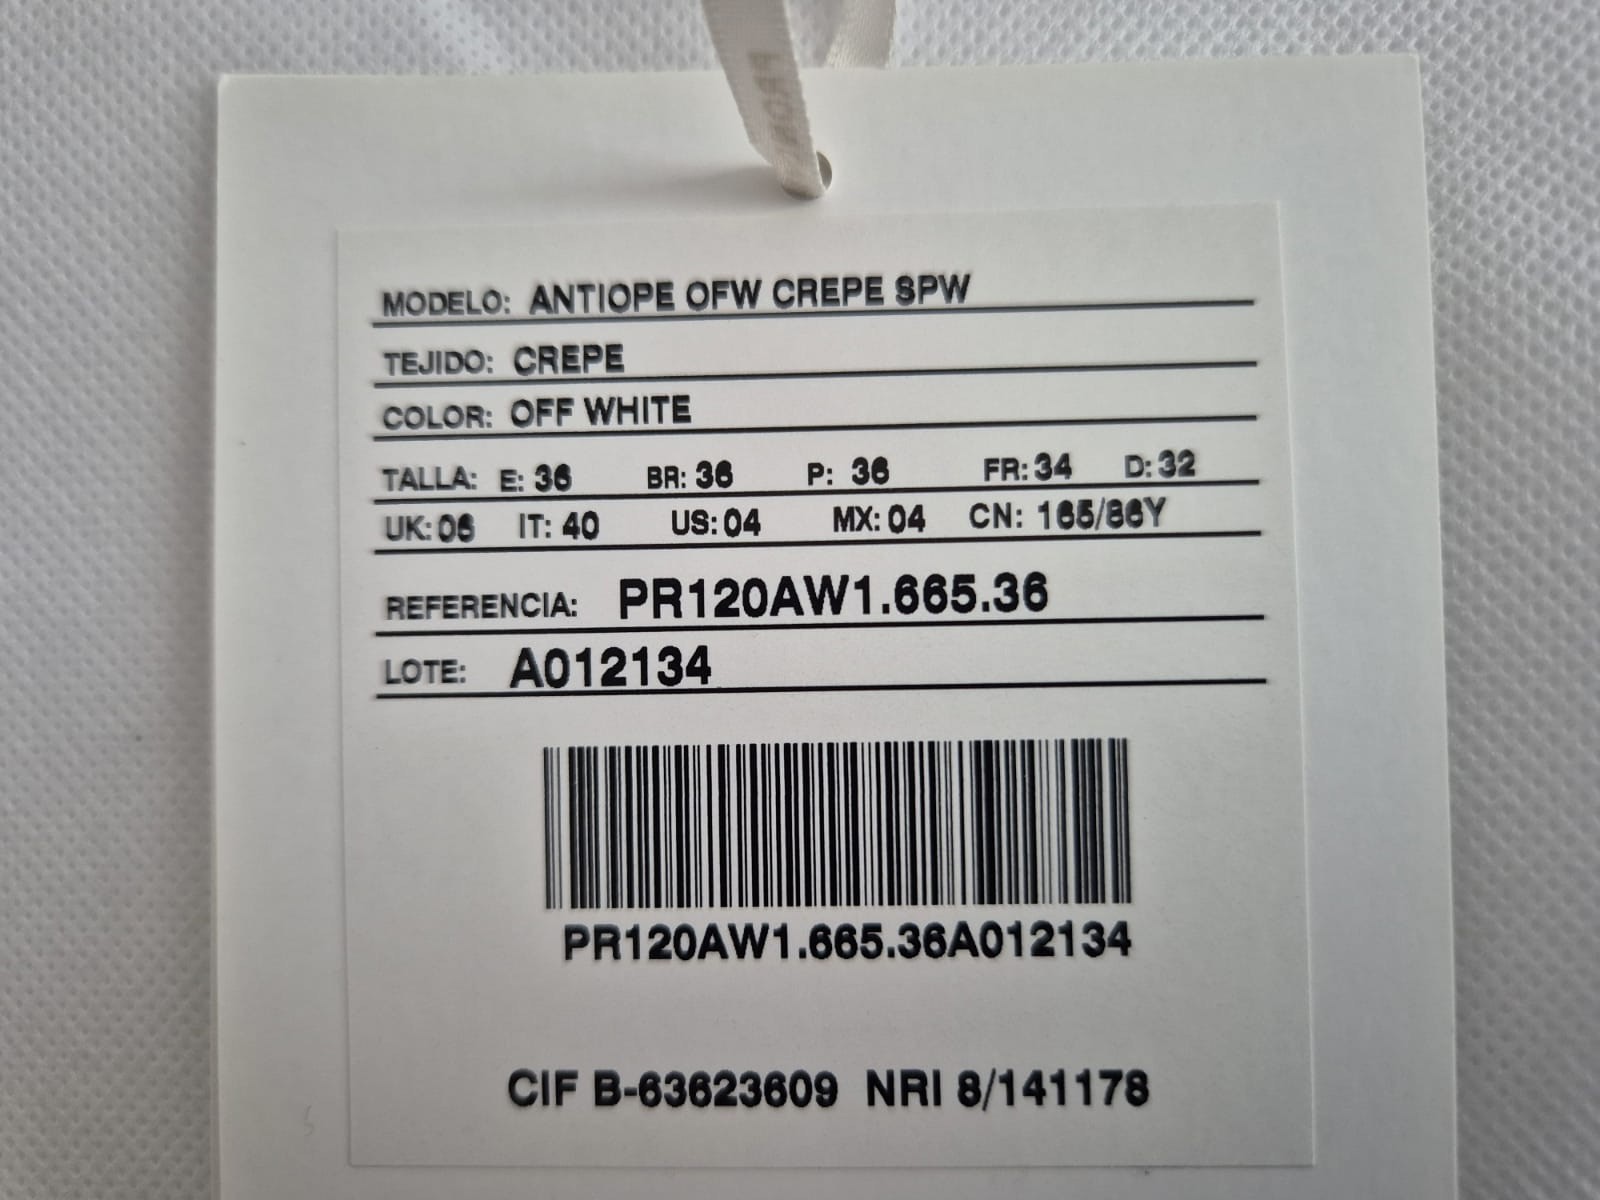 MODELO: ANTIOPE OFW CREPE SPW
TEJIDO: CREPE
COLOR: OFF WHITE
TALLA: E: 36 BR: 36 P: 36 FR: 34 D: 32
UK: 06 IT: 40 US: 04 MX: 04 CN: 165/86Y
REFERENCIA: PR120AW1.665.36
LOTE: A012134
PR120AW1.665.36A012134
CIF B-63623609 NRI 8/141178